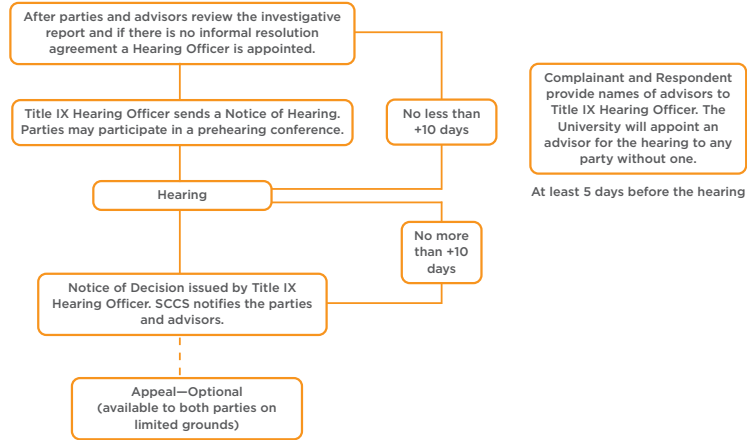 After parties and advisors review the investigative
report and if there is no informal resolution
agreement a Hearing Officer is appointed.
Title IX Hearing Officer sends a Notice of Hearing.
Parties may participate in a prehearing conference.
No less than
+10 days
Complainant and Respondent
provide names of advisors to
Title IX Hearing Officer. The
University will appoint an
advisor for the hearing to any
party without one.
At least 5 days before the hearing
Hearing
No more
than +10
days
Notice of Decision issued by Title IX
Hearing Officer. SCCS notifies the parties
and advisors.
Appeal—Optional
(available to both parties on
limited grounds)